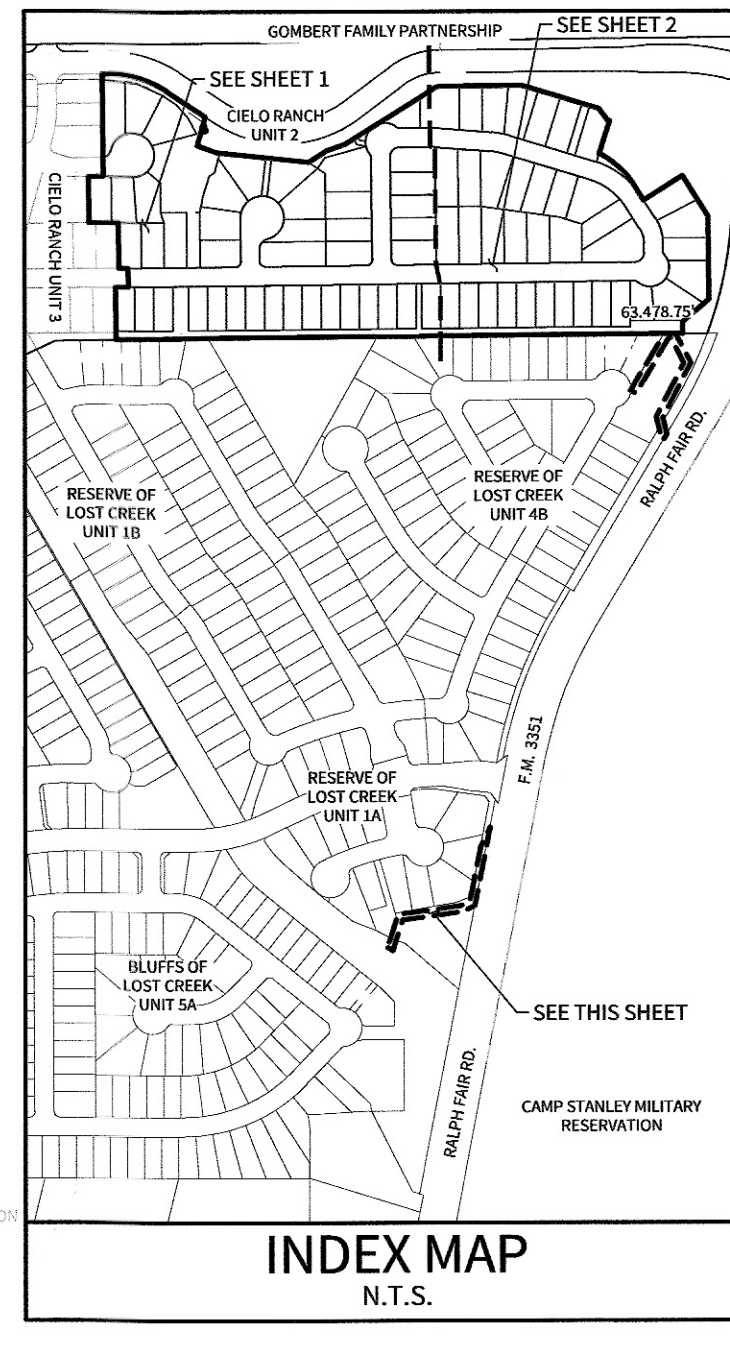 GOMBERT FAMILY PARTNERSHIP
SEE SHEET 2
SEE SHEET 1
CIELO RANCH
UNIT 2
CIELO RANCH UNIT 3
63.478.75'
RALPH FAIR RD.
RESERVE OF
LOST CREEK
UNIT 1B
RESERVE OF
LOST CREEK
UNIT 4B
F.M. 3351
RESERVE OF
LOST CREEK
UNIT 1A
BLUFFS OF
LOST CREEK
UNIT 5A
SEE THIS SHEET
RALPH FAIR RD.
CAMP STANLEY MILITARY
RESERVATION
ON
INDEX MAP
N.T.S.